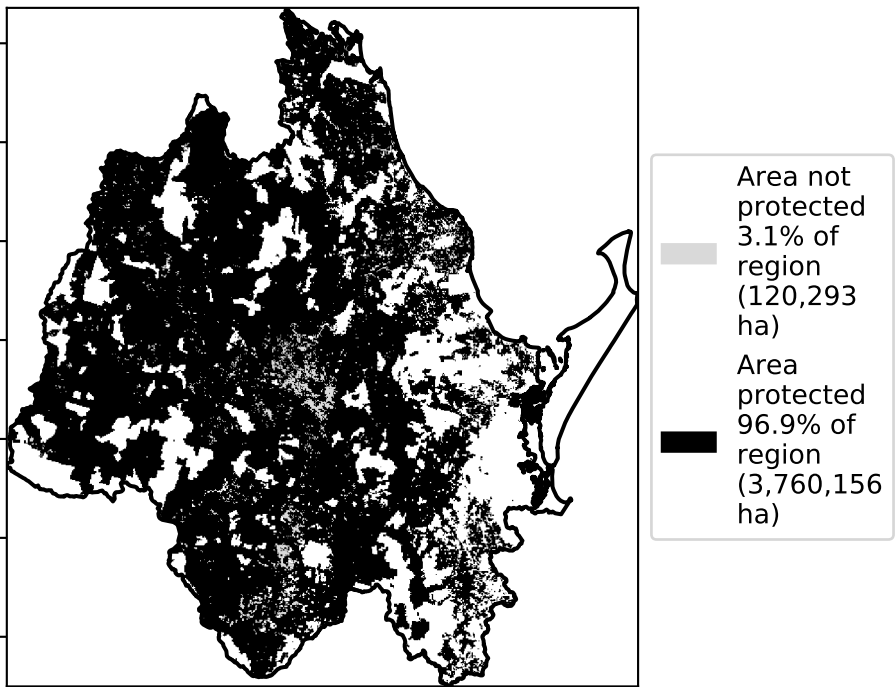 Area not
protected
3.1% of
region
(120,293
ha)
Area
protected
96.9% of
region
(3,760,156
ha)